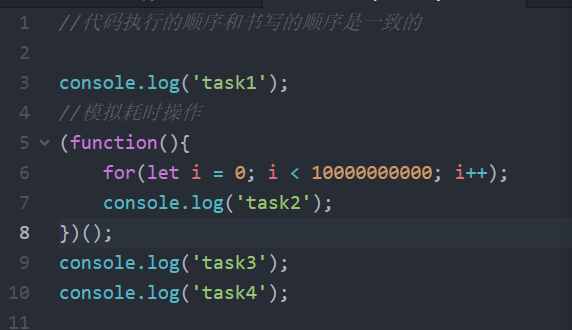 1 //代码执行的顺序和书写的顺序是一致的
2
3 console.log('task1');
4 //模拟耗时操作
5 (function(){
6 for(let i = 0; i < 10000000000; i++);
7 console.log('task2');
8 })();
9 console.log('task3');
10 console.log('task4');
11